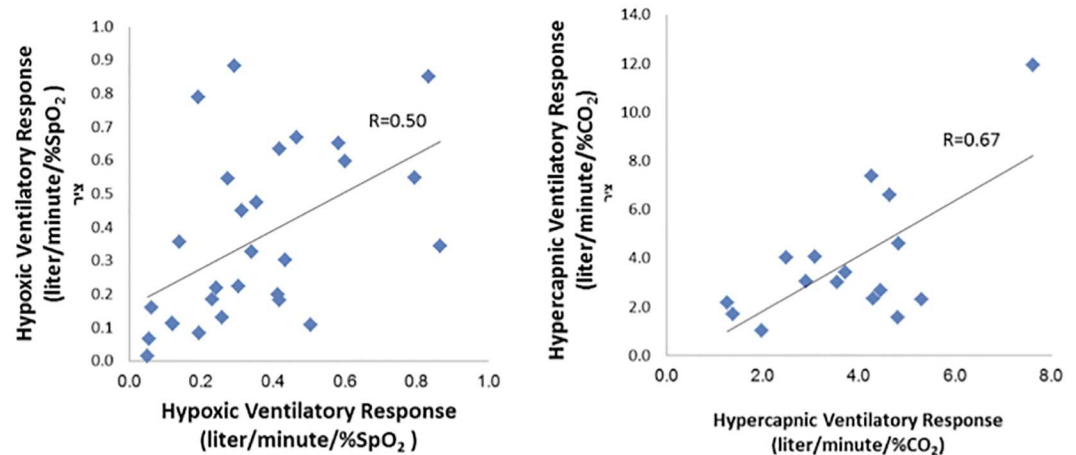 Hypoxic Ventilatory Response
(liter/minute/%SpO₂ )
ציר
1.0
0.9
0.8
0.7
0.6
0.5
0.4
0.3
0.2
0.1
0.0
R=0.50
0.0 0.2 0.4 0.6 0.8 1.0
Hypoxic Ventilatory Response
(liter/minute/%SpO₂ )
Hypercapnic Ventilatory Response
(liter/minute/%CO₂)
ציר
14.0
12.0
10.0
8.0
6.0
4.0
2.0
0.0
R=0.67
0.0 2.0 4.0 6.0 8.0
Hypercapnic Ventilatory Response
(liter/minute/%CO₂)